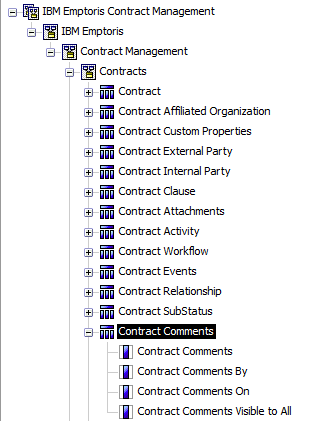 IBM Emptoris Contract Management
IBM Emptoris
Contract Management
Contracts
Contract
Contract Affiliated Organization
Contract Custom Properties
Contract External Party
Contract Internal Party
Contract Clause
Contract Attachments
Contract Activity
Contract Workflow
Contract Events
Contract Relationship
Contract SubStatus
Contract Comments
Contract Comments
Contract Comments By
Contract Comments On
Contract Comments Visible to All